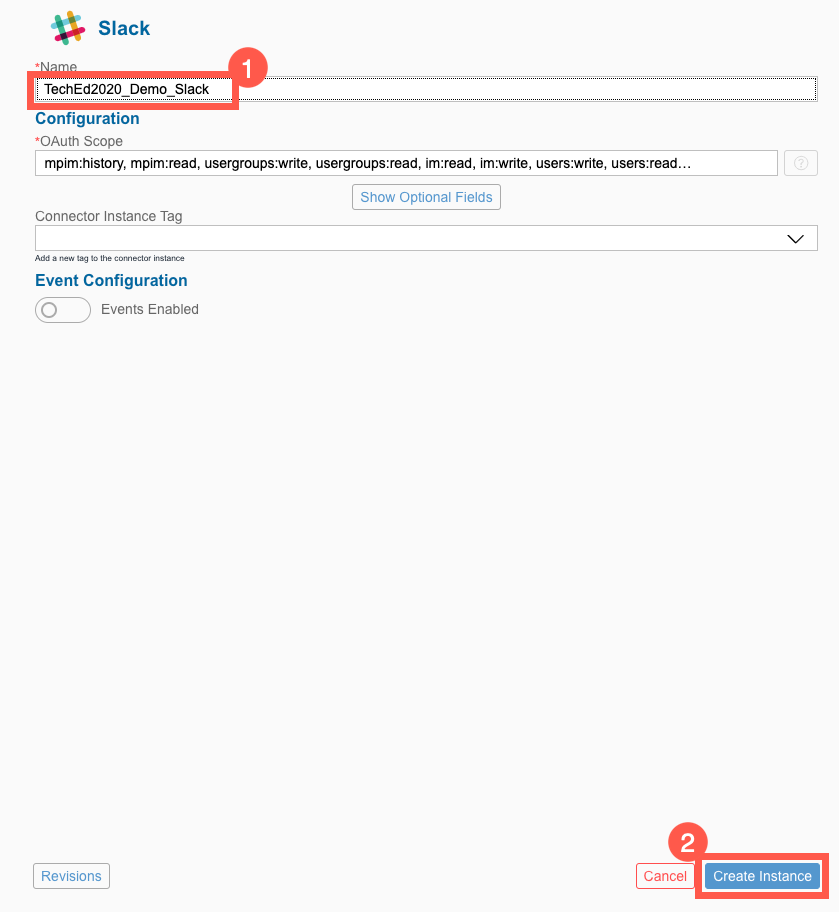 Slack
*Name
1
TechEd2020_Demo_Slack
Configuration
*OAuth Scope
mpim:history, mpim:read, usergroups:write, usergroups:read, im:read, im:write, users:write, users:read…
?
Show Optional Fields
Connector Instance Tag
Add a new tag to the connector instance
Event Configuration
Events Enabled
2
Revisions
Cancel
Create Instance